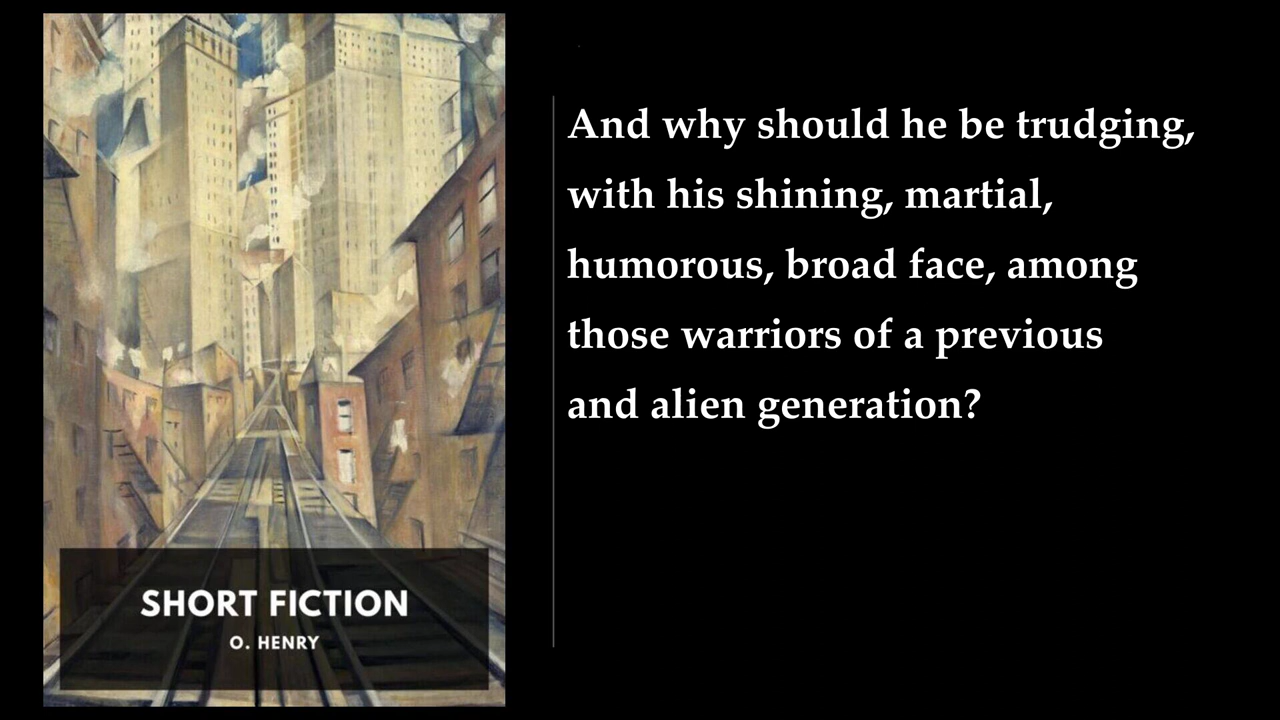 SHORT FICTION
O. HENRY
And why should he be trudging,
with his shining, martial,
humorous, broad face, among
those warriors of a previous
and alien generation?